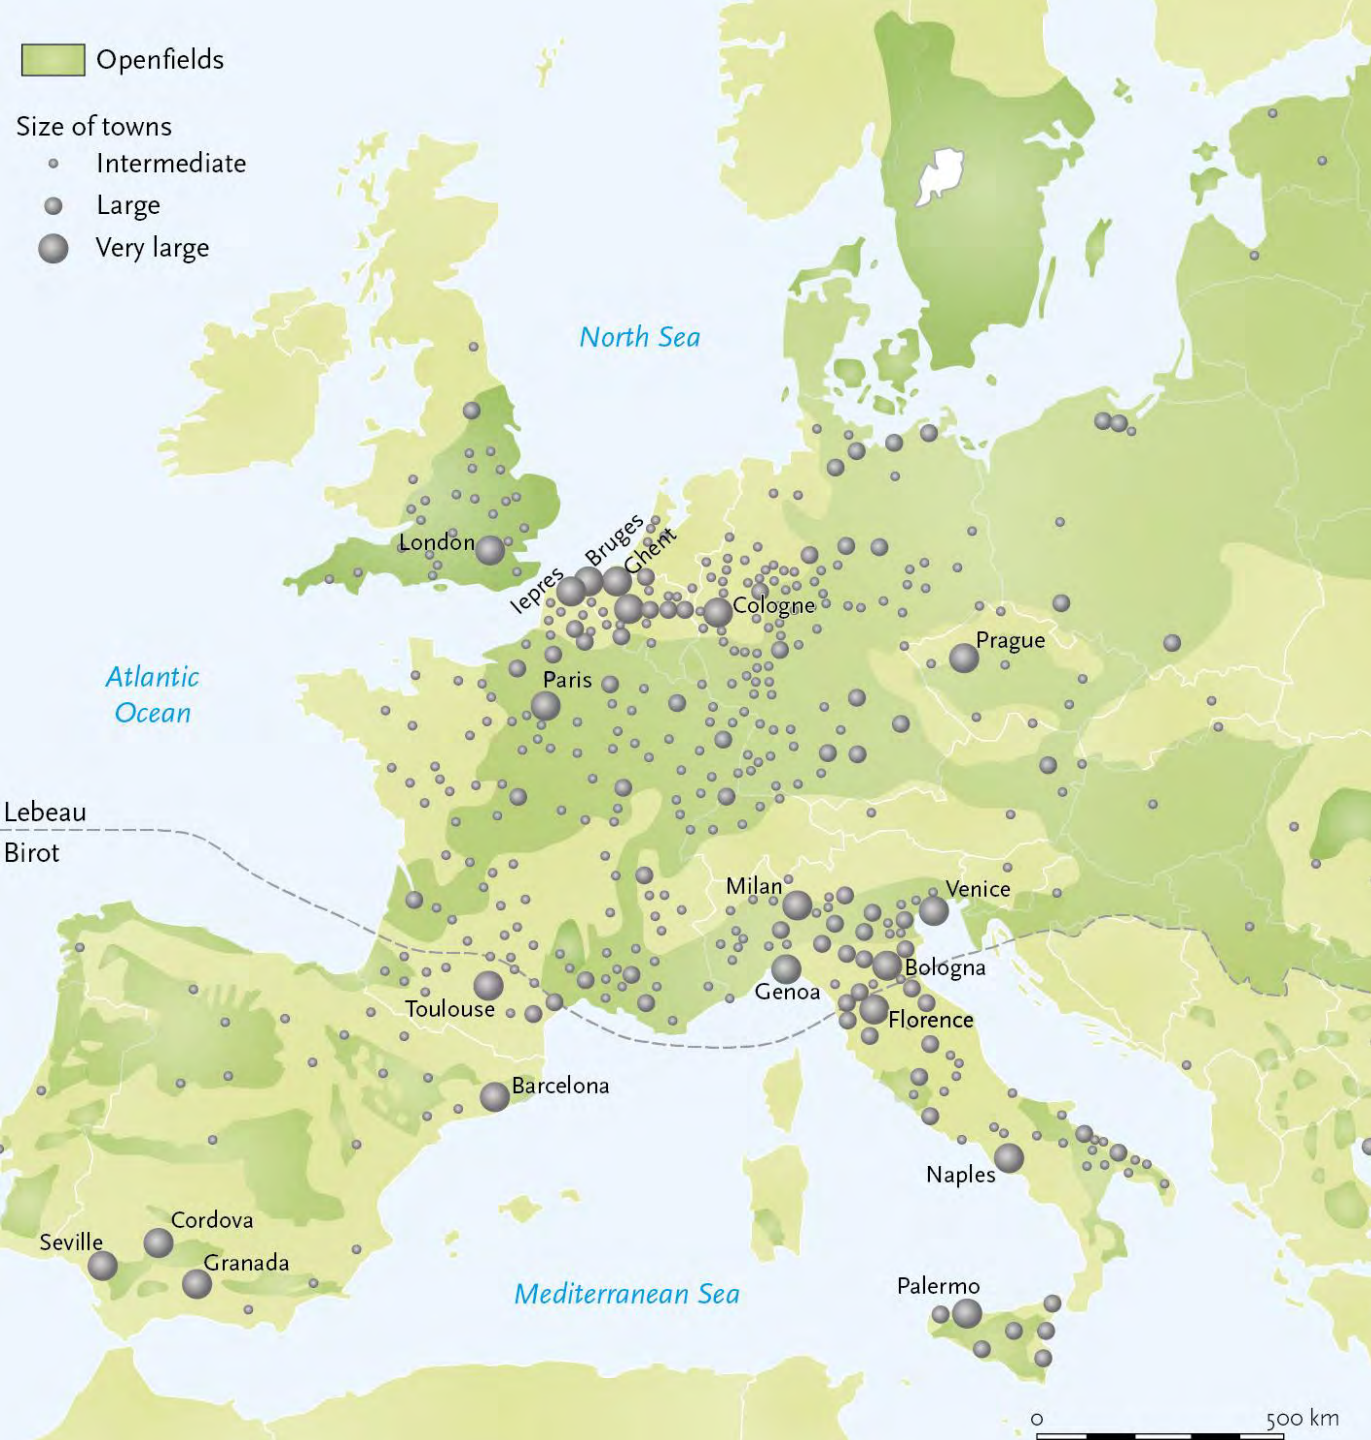 Openfields
Size of towns
Intermediate
Large
Very large
North Sea
London
Bruges
Ghent
Iepres
Cologne
Prague
Paris
Atlantic
Ocean
Lebeau
Birot
Milan
Venice
Bologna
Genoa
Toulouse
Florence
Barcelona
Naples
Cordova
Seville
Granada
Palermo
Mediterranean Sea
0
500 km